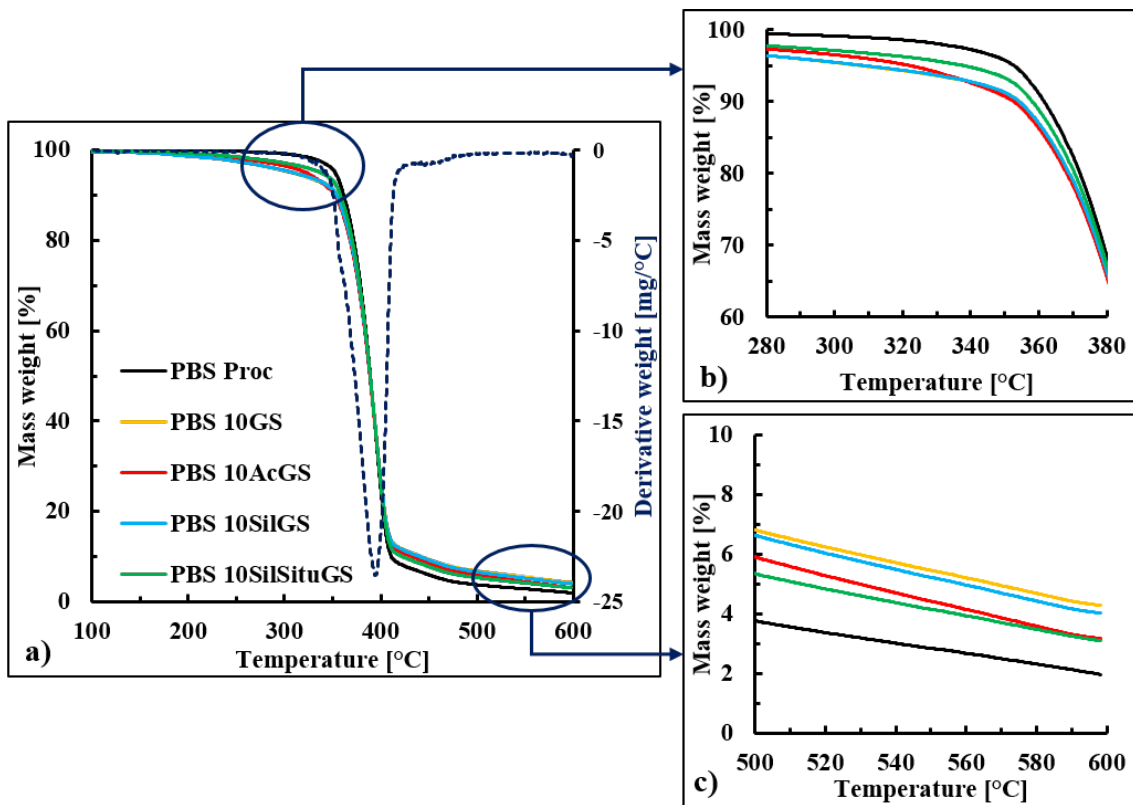 100
80
60
40
20
0
Mass weight [%]
0
-5
-10
-15
-20
-25
Derivative weight [mg/°C]
PBS Proc
PBS 10GS
PBS 10AcGS
PBS 10SilGS
PBS 10SilSituGS
100 200 300 400 500 600
a)
Temperature [°C]
100
90
80
70
60
Mass weight [%]
280 300 320 340 360 380
b)
Temperature [°C]
10
8
6
4
2
0
Mass weight [%]
500 520 540 560 580 600
c)
Temperature [°C]